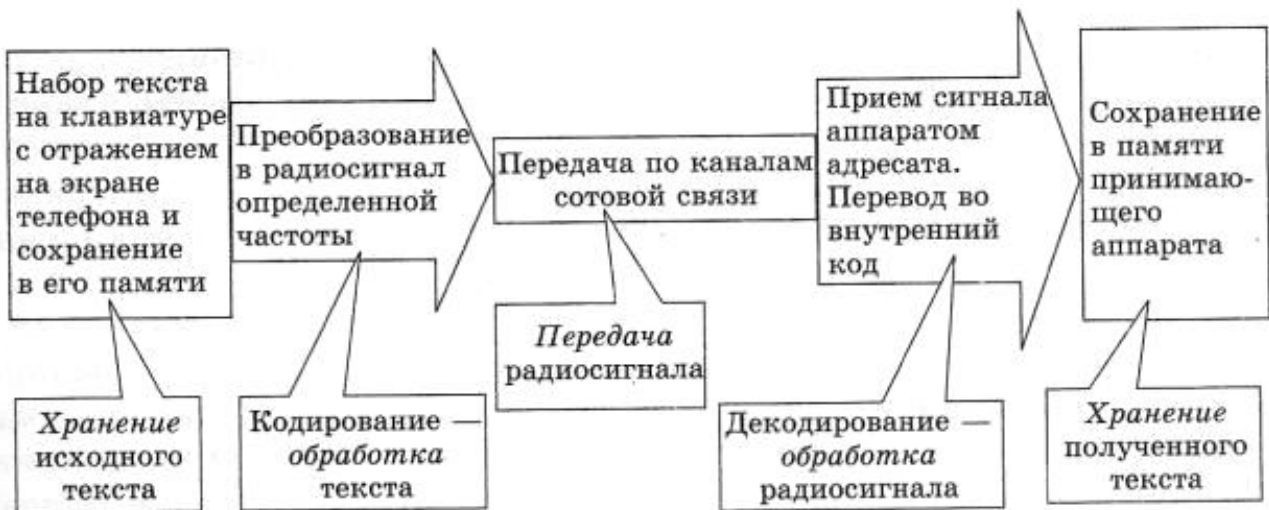 Набор текста
на клавиатуре
с отражением
на экране
телефона и
сохранение
в его памяти
Преобразование
в радиосигнал
определенной
частоты
Передача по каналам
сотовой связи
Прием сигнала
аппаратом
адресата.
Перевод во
внутренний
код
Сохранение
в памяти
принимаю-
щего
аппарата
Хранение
исходного
текста
Кодирование —
обработка
текста
Передача
радиосигнала
Декодирование —
обработка
радиосигнала
Хранение
полученного
текста